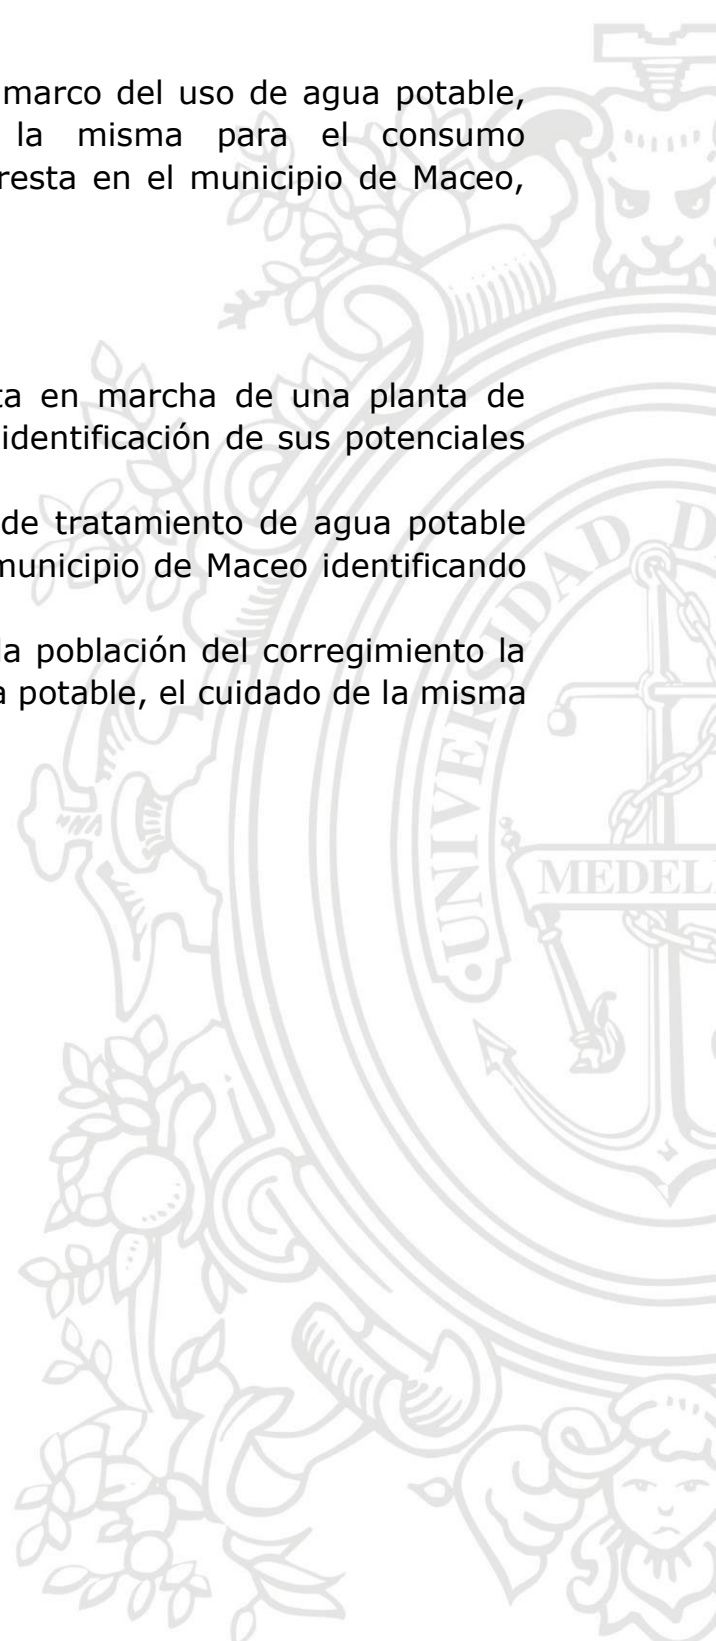 marco del uso de agua potable,
la misma para el consumo
resta en el municipio de Maceo,
ta en marcha de una planta de
identificación de sus potenciales
de tratamiento de agua potable
municipio de Maceo identificando
la población del corregimiento la
a potable, el cuidado de la misma
UNIVERSIDAD D
MEDEL